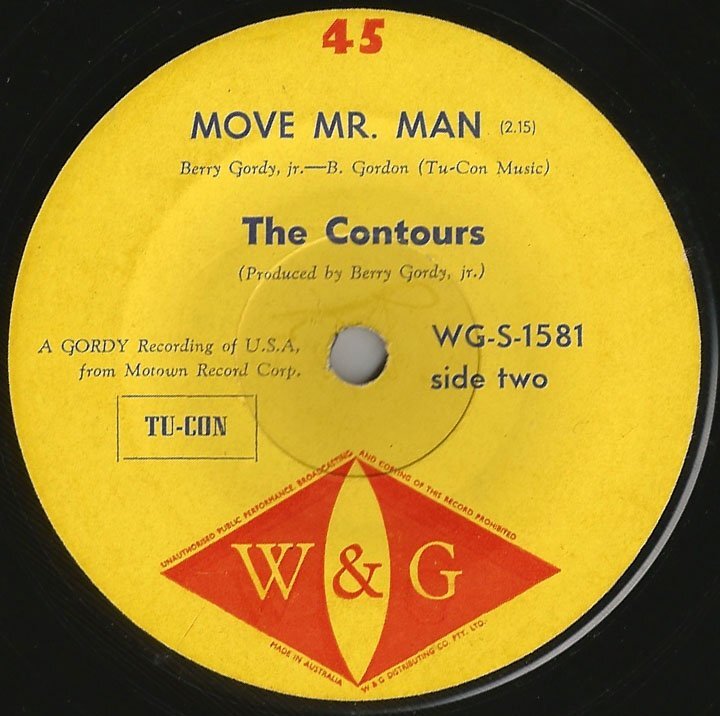 45
MOVE MR. MAN (2.15)
Berry Gordy, jr.—B. Gordon (Tu-Con Music)
The Contours
(Produced by Berry Gordy, jr.)
A GORDY Recording of U.S.A,
from Motown Record Corp.
WG-S-1581
side two
TU-CON
UNAUTHORISED PUBLIC PERFORMANCE BROADCASTING AND COPYING OF THIS RECORD PROHIBITED
W & G
MADE IN AUSTRALIA
W & G DISTRIBUTING CO. PTY. LTD.